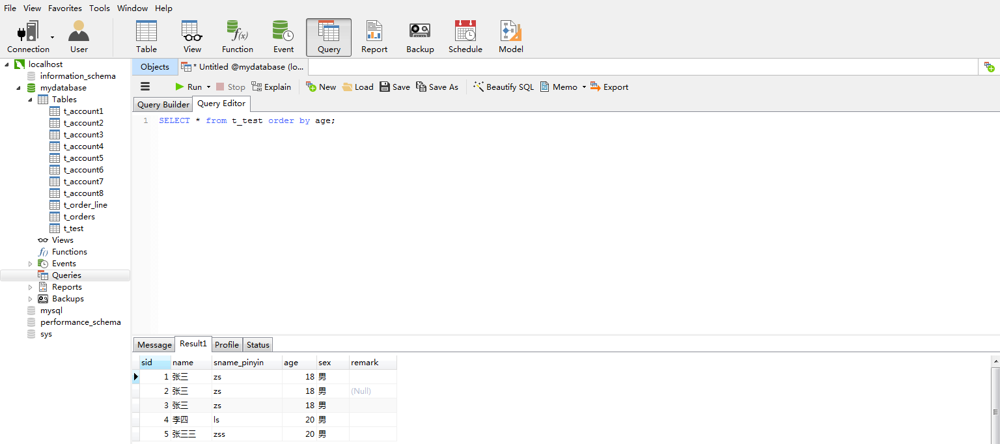 File View Favorites Tools Window Help
Connection User Table View Function Event Query Report Backup Schedule Model
localhost
information_schema
mydatabase
Tables
t_account1
t_account2
t_account3
t_account4
t_account5
t_account6
t_account7
t_account8
t_order_line
t_orders
t_test
Views
Functions
Events
Queries
Reports
Backups
mysql
performance_schema
sys
Objects * Untitled @mydatabase (lo...
Run Stop Explain New Load Save Save As Beautify SQL Memo Export
Query Builder Query Editor
1 SELECT * from t_test order by age;
Message Result1 Profile Status
sid name sname_pinyin age sex remark
1 张三 zs 18 男
2 张三 zs 18 男 (Null)
3 张三 zs 18 男
4 李四 ls 20 男
5 张三三 zss 20 男